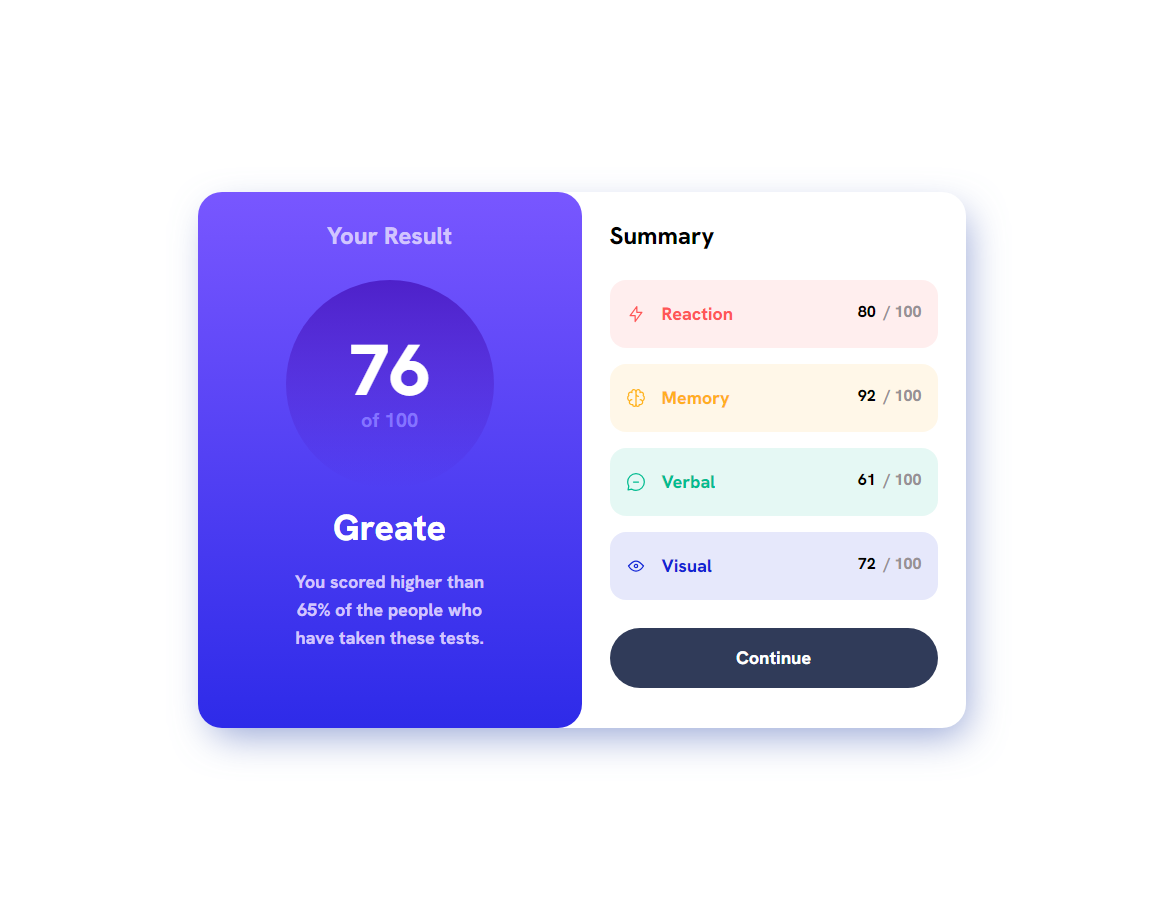 Your Result
76
of 100
Greate
You scored higher than
65% of the people who
have taken these tests.
Summary
Reaction 80 / 100
Memory 92 / 100
Verbal 61 / 100
Visual 72 / 100
Continue